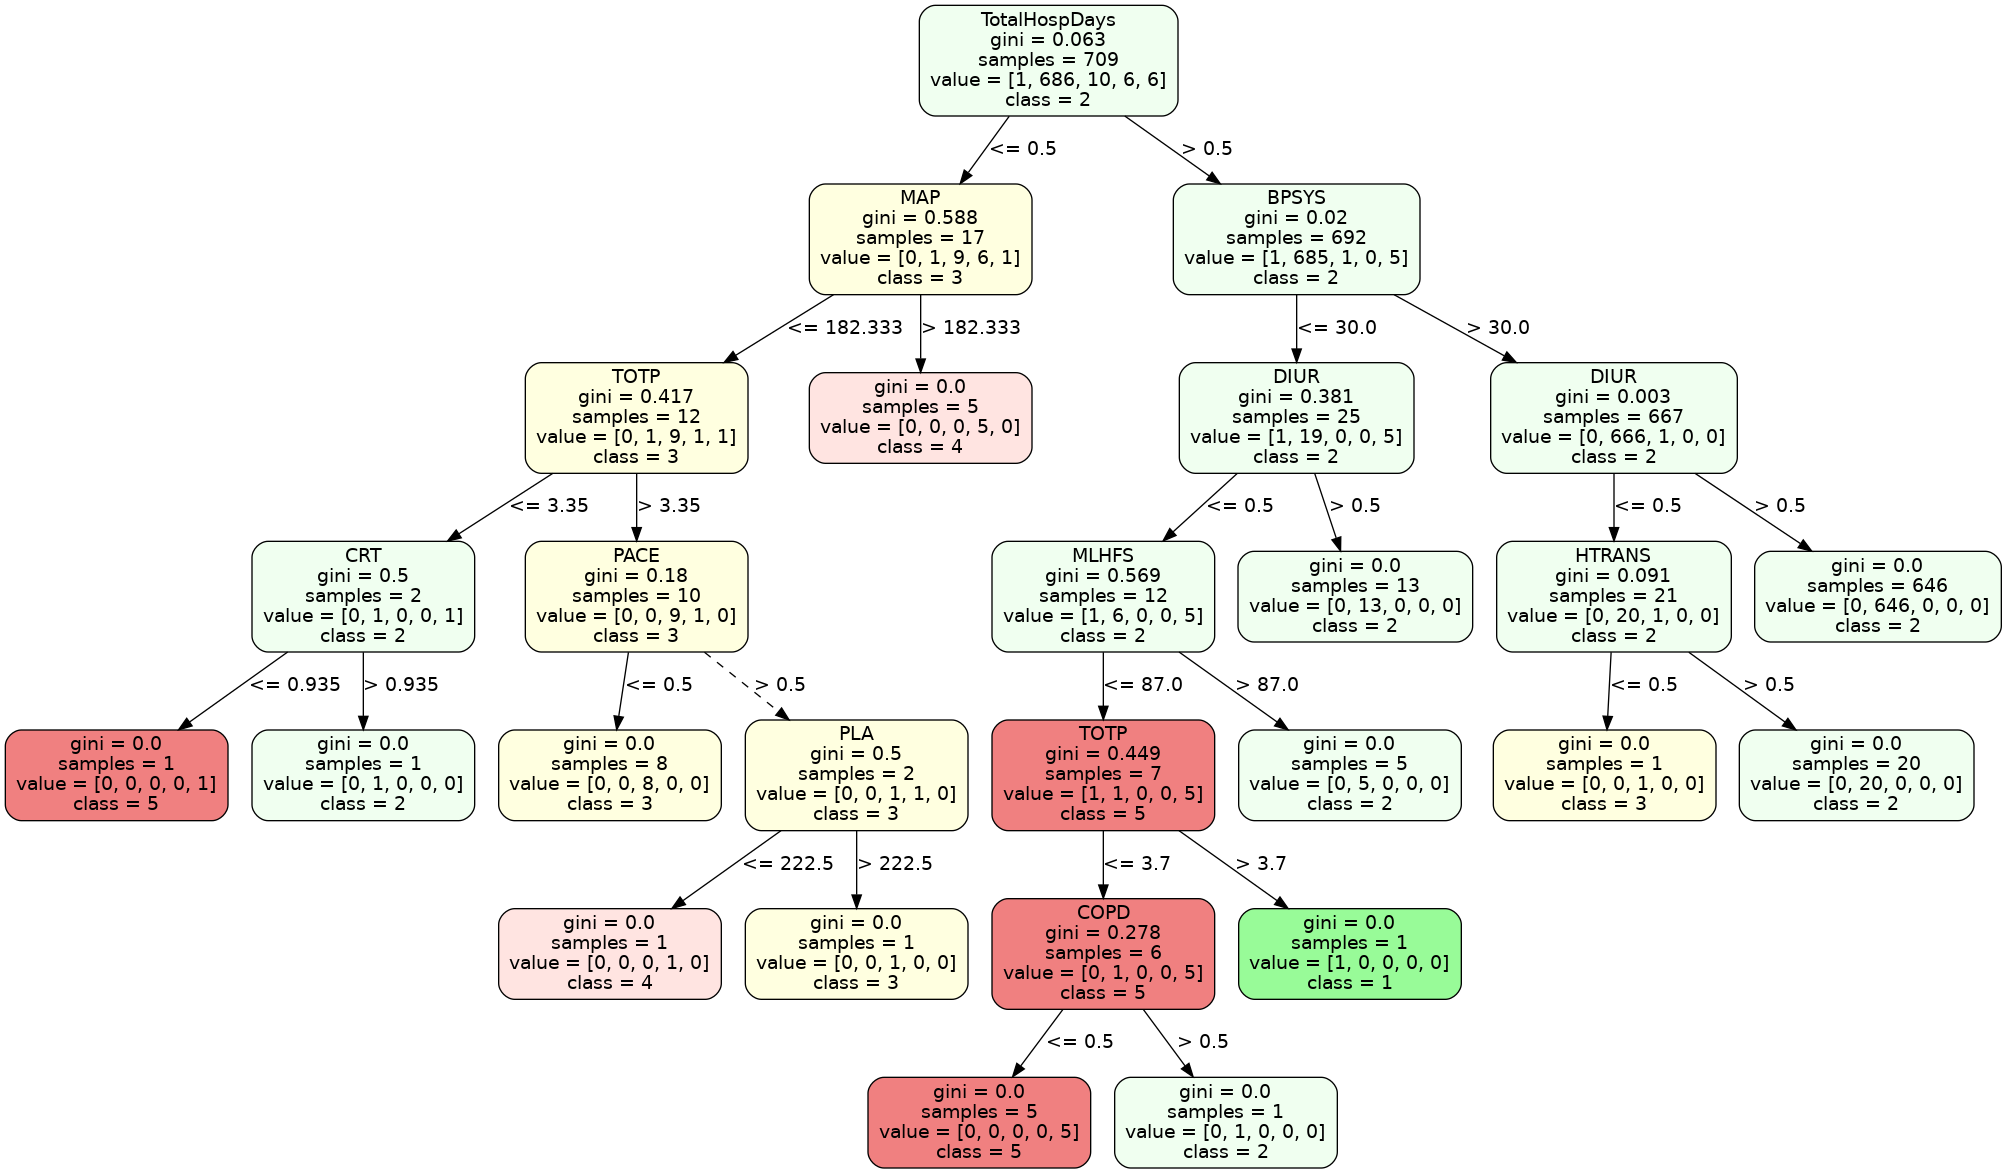 TotalHospDays
gini = 0.063
samples = 709
value = [1, 686, 10, 6, 6]
class = 2
<= 0.5
> 0.5
MAP
gini = 0.588
samples = 17
value = [0, 1, 9, 6, 1]
class = 3
BPSYS
gini = 0.02
samples = 692
value = [1, 685, 1, 0, 5]
class = 2
<= 182.333
> 182.333
<= 30.0
> 30.0
TOTP
gini = 0.417
samples = 12
value = [0, 1, 9, 1, 1]
class = 3
gini = 0.0
samples = 5
value = [0, 0, 0, 5, 0]
class = 4
DIUR
gini = 0.381
samples = 25
value = [1, 19, 0, 0, 5]
class = 2
DIUR
gini = 0.003
samples = 667
value = [0, 666, 1, 0, 0]
class = 2
<= 3.35
> 3.35
<= 0.5
> 0.5
<= 0.5
> 0.5
CRT
gini = 0.5
samples = 2
value = [0, 1, 0, 0, 1]
class = 2
PACE
gini = 0.18
samples = 10
value = [0, 0, 9, 1, 0]
class = 3
MLHFS
gini = 0.569
samples = 12
value = [1, 6, 0, 0, 5]
class = 2
gini = 0.0
samples = 13
value = [0, 13, 0, 0, 0]
class = 2
HTRANS
gini = 0.091
samples = 21
value = [0, 20, 1, 0, 0]
class = 2
gini = 0.0
samples = 646
value = [0, 646, 0, 0, 0]
class = 2
<= 0.935
> 0.935
<= 0.5
> 0.5
<= 87.0
> 87.0
<= 0.5
> 0.5
gini = 0.0
samples = 1
value = [0, 0, 0, 0, 1]
class = 5
gini = 0.0
samples = 1
value = [0, 1, 0, 0, 0]
class = 2
gini = 0.0
samples = 8
value = [0, 0, 8, 0, 0]
class = 3
PLA
gini = 0.5
samples = 2
value = [0, 0, 1, 1, 0]
class = 3
TOTP
gini = 0.449
samples = 7
value = [1, 1, 0, 0, 5]
class = 5
gini = 0.0
samples = 5
value = [0, 5, 0, 0, 0]
class = 2
gini = 0.0
samples = 1
value = [0, 0, 1, 0, 0]
class = 3
gini = 0.0
samples = 20
value = [0, 20, 0, 0, 0]
class = 2
<= 222.5
> 222.5
<= 3.7
> 3.7
gini = 0.0
samples = 1
value = [0, 0, 0, 1, 0]
class = 4
gini = 0.0
samples = 1
value = [0, 0, 1, 0, 0]
class = 3
COPD
gini = 0.278
samples = 6
value = [0, 1, 0, 0, 5]
class = 5
gini = 0.0
samples = 1
value = [1, 0, 0, 0, 0]
class = 1
<= 0.5
> 0.5
gini = 0.0
samples = 5
value = [0, 0, 0, 0, 5]
class = 5
gini = 0.0
samples = 1
value = [0, 1, 0, 0, 0]
class = 2